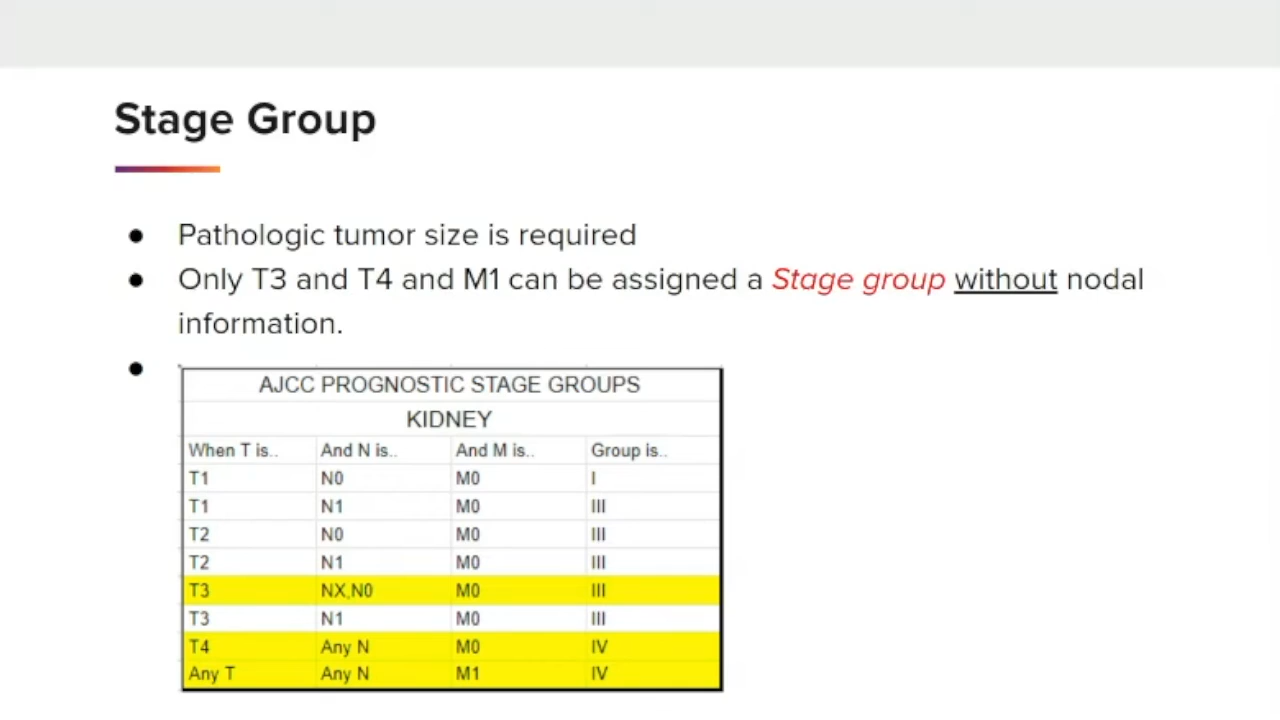 Stage Group
● Pathologic tumor size is required
● Only T3 and T4 and M1 can be assigned a Stage group without nodal
information.
●
AJCC PROGNOSTIC STAGE GROUPS
KIDNEY
When T is.. And N is.. And M is.. Group is..
T1 N0 M0 I
T1 N1 M0 III
T2 N0 M0 III
T2 N1 M0 III
T3 NX,N0 M0 III
T3 N1 M0 III
T4 Any N M0 IV
Any T Any N M1 IV